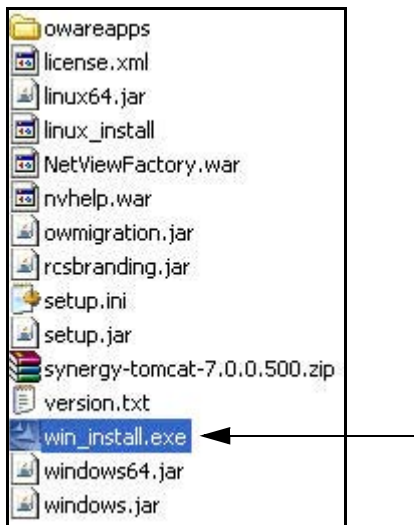 owareapps
license.xml
linux64.jar
linux_install
NetViewFactory.war
nvhelp.war
owmigration.jar
rcsbranding.jar
setup.ini
setup.jar
synergy-tomcat-7.0.0.500.zip
version.txt
win_install.exe
windows64.jar
windows.jar